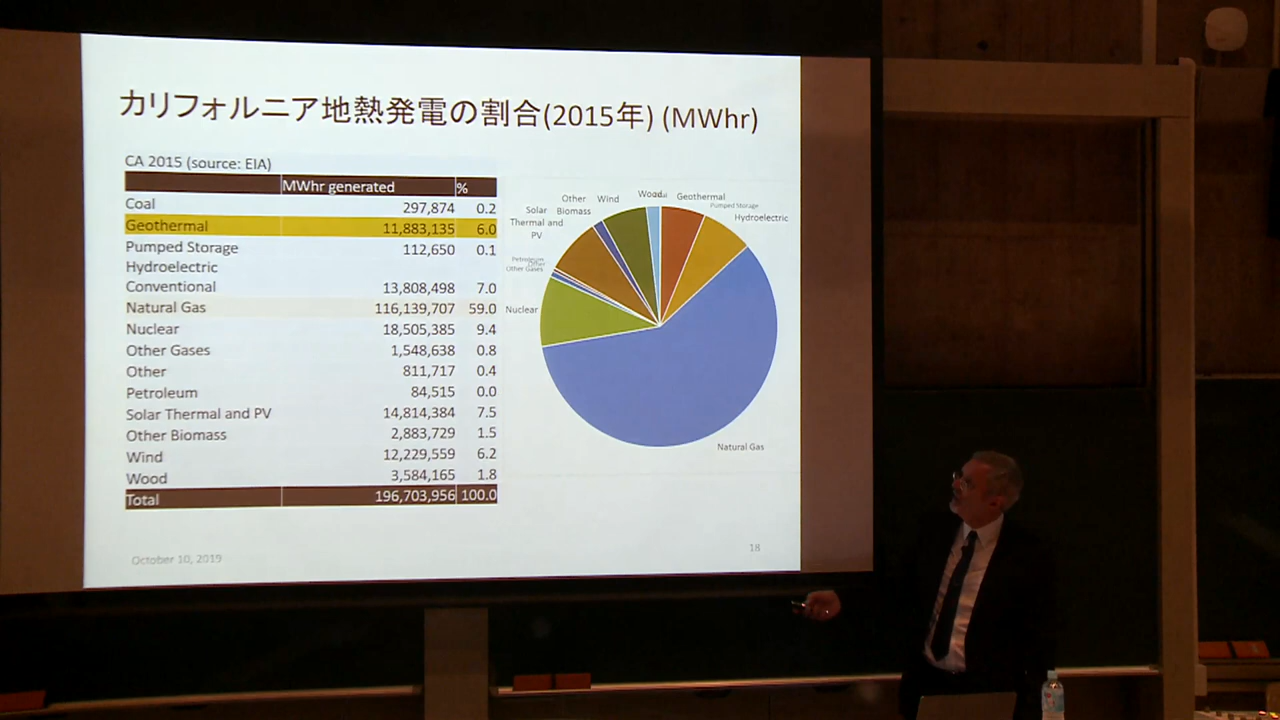 カリフォルニア地熱発電の割合(2015年) (MWhr)
CA 2015 (source: EIA)
MWhr generated %
Coal 297,874 0.2
Geothermal 11,883,135 6.0
Pumped Storage 112,650 0.1
Hydroelectric
Conventional 13,808,498 7.0
Natural Gas 116,139,707 59.0
Nuclear 18,505,385 9.4
Other Gases 1,548,638 0.8
Other 811,717 0.4
Petroleum 84,515 0.0
Solar Thermal and PV 14,814,384 7.5
Other Biomass 2,883,729 1.5
Wind 12,229,559 6.2
Wood 3,584,165 1.8
Total 196,703,956 100.0
Wood
Geothermal
Pumped Storage
Hydroelectric
Wind
Other
Biomass
Solar
Thermal and
PV
Petroleum
Other
Other Gases
Nuclear
Natural Gas
October 10, 2019
18